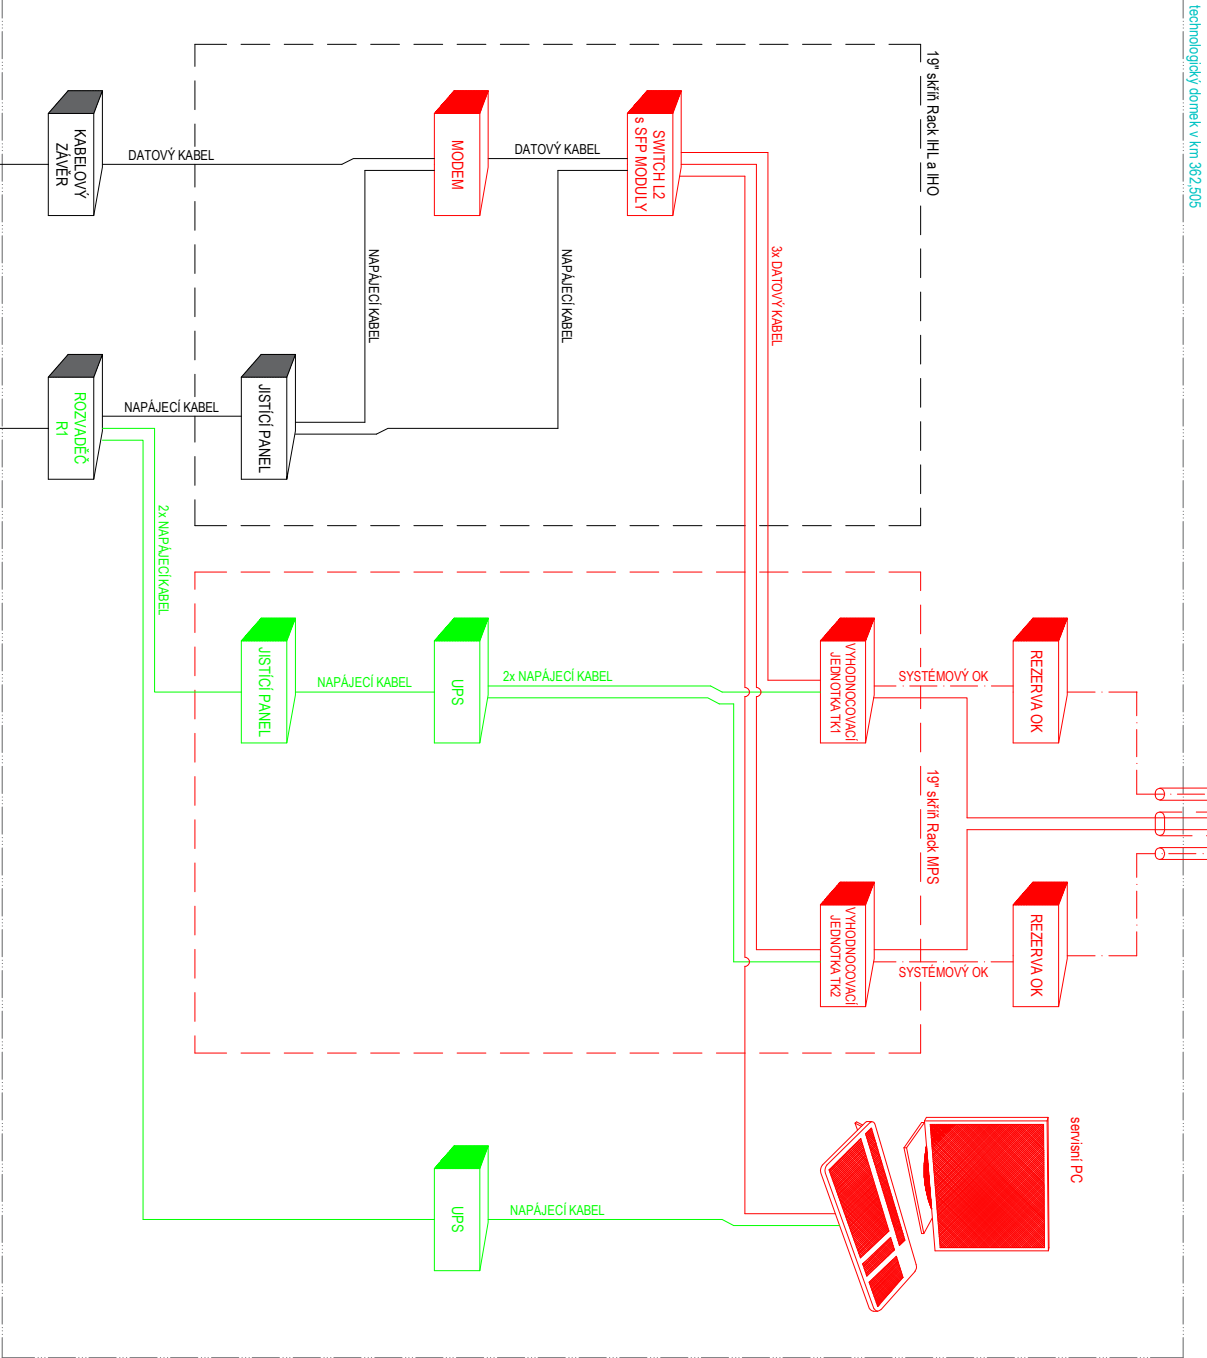 technologický domek v km 362,505
19" skříň Rack IHL a IHO
KABELOVÝ
ZÁVĚR
DATOVÝ KABEL
MODEM
DATOVÝ KABEL
SWITCH L2
s SFP MODULY
NAPÁJECÍ KABEL
NAPÁJECÍ KABEL
3x DATOVÝ KABEL
ROZVADĚČ
R1
NAPÁJECÍ KABEL
JISTÍCÍ PANEL
2x NAPÁJECÍ KABEL
JISTÍCÍ PANEL
NAPÁJECÍ KABEL
UPS
2x NAPÁJECÍ KABEL
VYHODNOCOVACÍ
JEDNOTKA TK1
SYSTÉMOVÝ OK
REZERVA OK
19" skříň Rack MPS
VYHODNOCOVACÍ
JEDNOTKA TK2
SYSTÉMOVÝ OK
REZERVA OK
servisní PC
UPS
NAPÁJECÍ KABEL